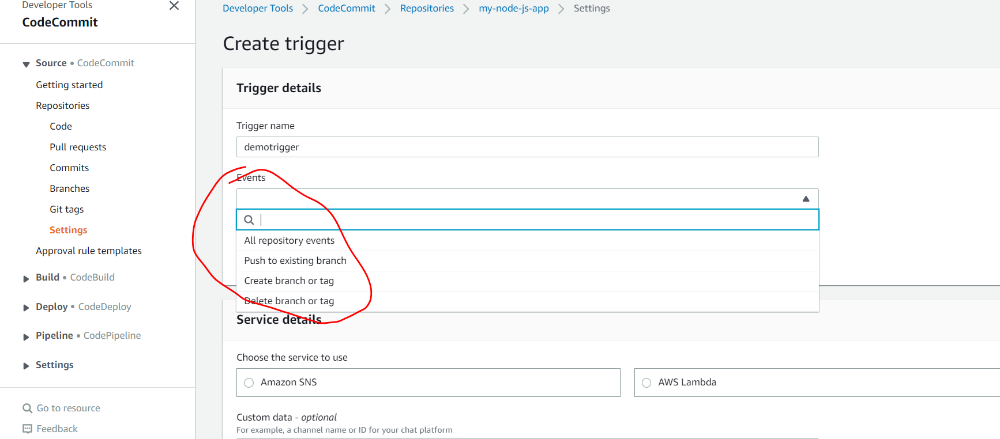 Developer Tools
CodeCommit
Source • CodeCommit
Getting started
Repositories
Code
Pull requests
Commits
Branches
Git tags
Settings
Approval rule templates
Build • CodeBuild
Deploy • CodeDeploy
Pipeline • CodePipeline
Settings
Go to resource
Feedback
Developer Tools > CodeCommit > Repositories > my-node-js-app > Settings
Create trigger
Trigger details
Trigger name
demotrigger
Events
All repository events
Push to existing branch
Create branch or tag
Delete branch or tag
Service details
Choose the service to use
Amazon SNS
AWS Lambda
Custom data - optional
For example, a channel name or ID for your chat platform